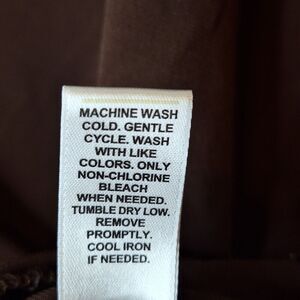 MACHINE WASH
COLD. GENTLE
CYCLE. WASH
WITH LIKE
COLORS. ONLY
NON-CHLORINE
BLEACH
WHEN NEEDED.
TUMBLE DRY LOW.
REMOVE
PROMPTLY.
COOL IRON
IF NEEDED.